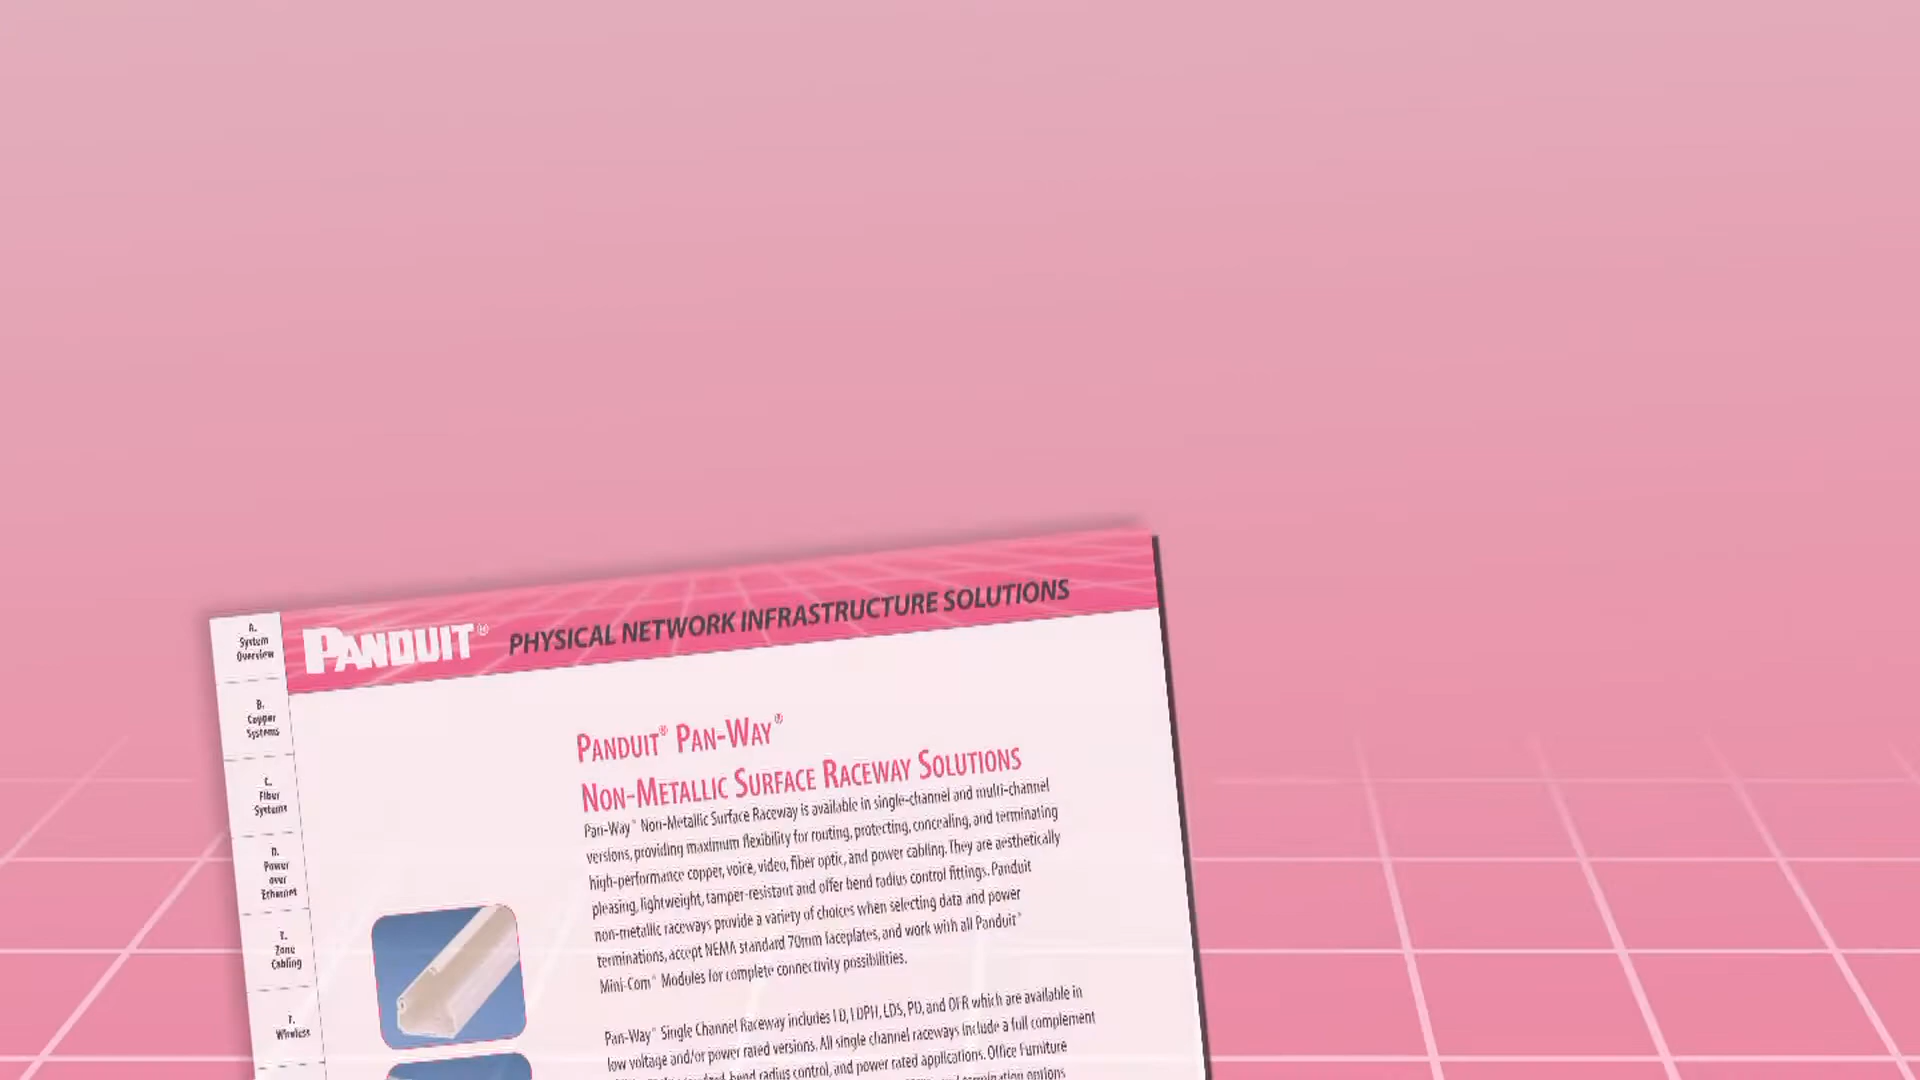 A.
System
Overview
B.
Copper
Systems
C.
Fiber
Systems
D.
Power
over
Ethernet
E.
Zone
Cabling
F.
Wireless
PANDUIT® PHYSICAL NETWORK INFRASTRUCTURE SOLUTIONS
PANDUIT® PAN-WAY®
NON-METALLIC SURFACE RACEWAY SOLUTIONS
Pan-Way® Non-Metallic Surface Raceway is available in single-channel and multi-channel
versions, providing maximum flexibility for routing, protecting, concealing, and terminating
high-performance copper, voice, video, fiber optic, and power cabling. They are aesthetically
pleasing, lightweight, tamper-resistant and offer bend radius control fittings. Panduit
non-metallic raceways provide a variety of choices when selecting data and power
terminations, accept NEMA standard 70mm faceplates, and work with all Panduit®
Mini-Com® Modules for complete connectivity possibilities.
Pan-Way® Single Channel Raceway includes LD, LDPH, LDS, PD, and OFR which are available in
low voltage and/or power rated versions. All single channel raceways include a full complement
bend radius control, and power rated applications. Office Furniture
termination options